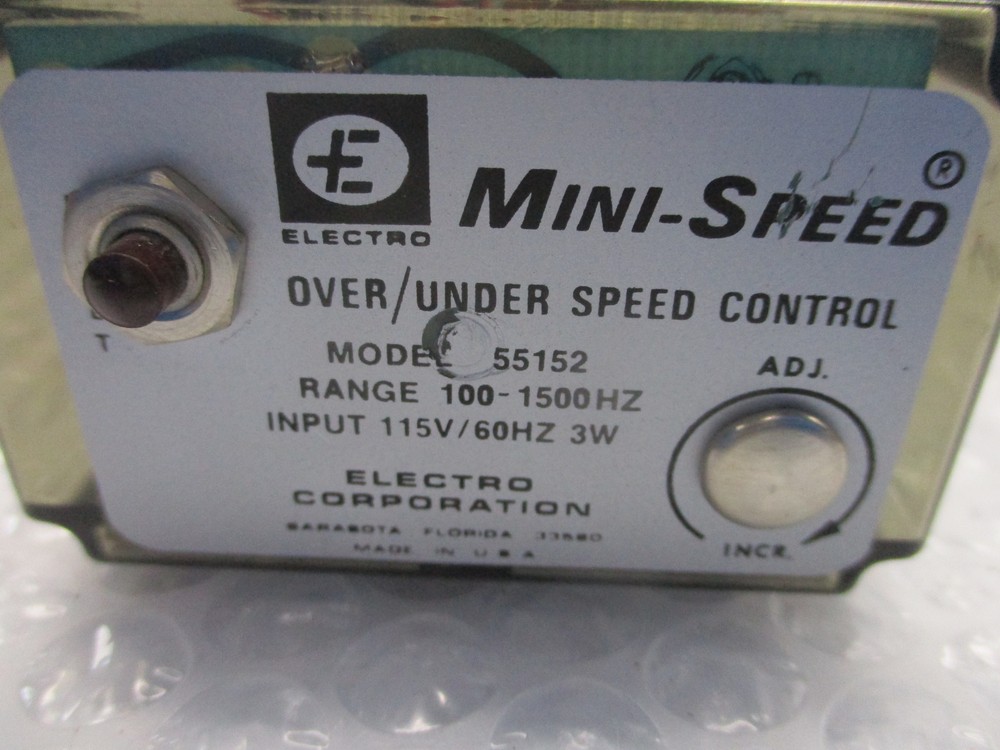 E
ELECTRO
MINI-SPEED®
OVER/UNDER SPEED CONTROL
MODEL 55152
RANGE 100-1500HZ
INPUT 115V/60HZ 3W
ELECTRO
CORPORATION
SARASOTA FLORIDA 33580
MADE IN USA
T
ADJ.
INCR.